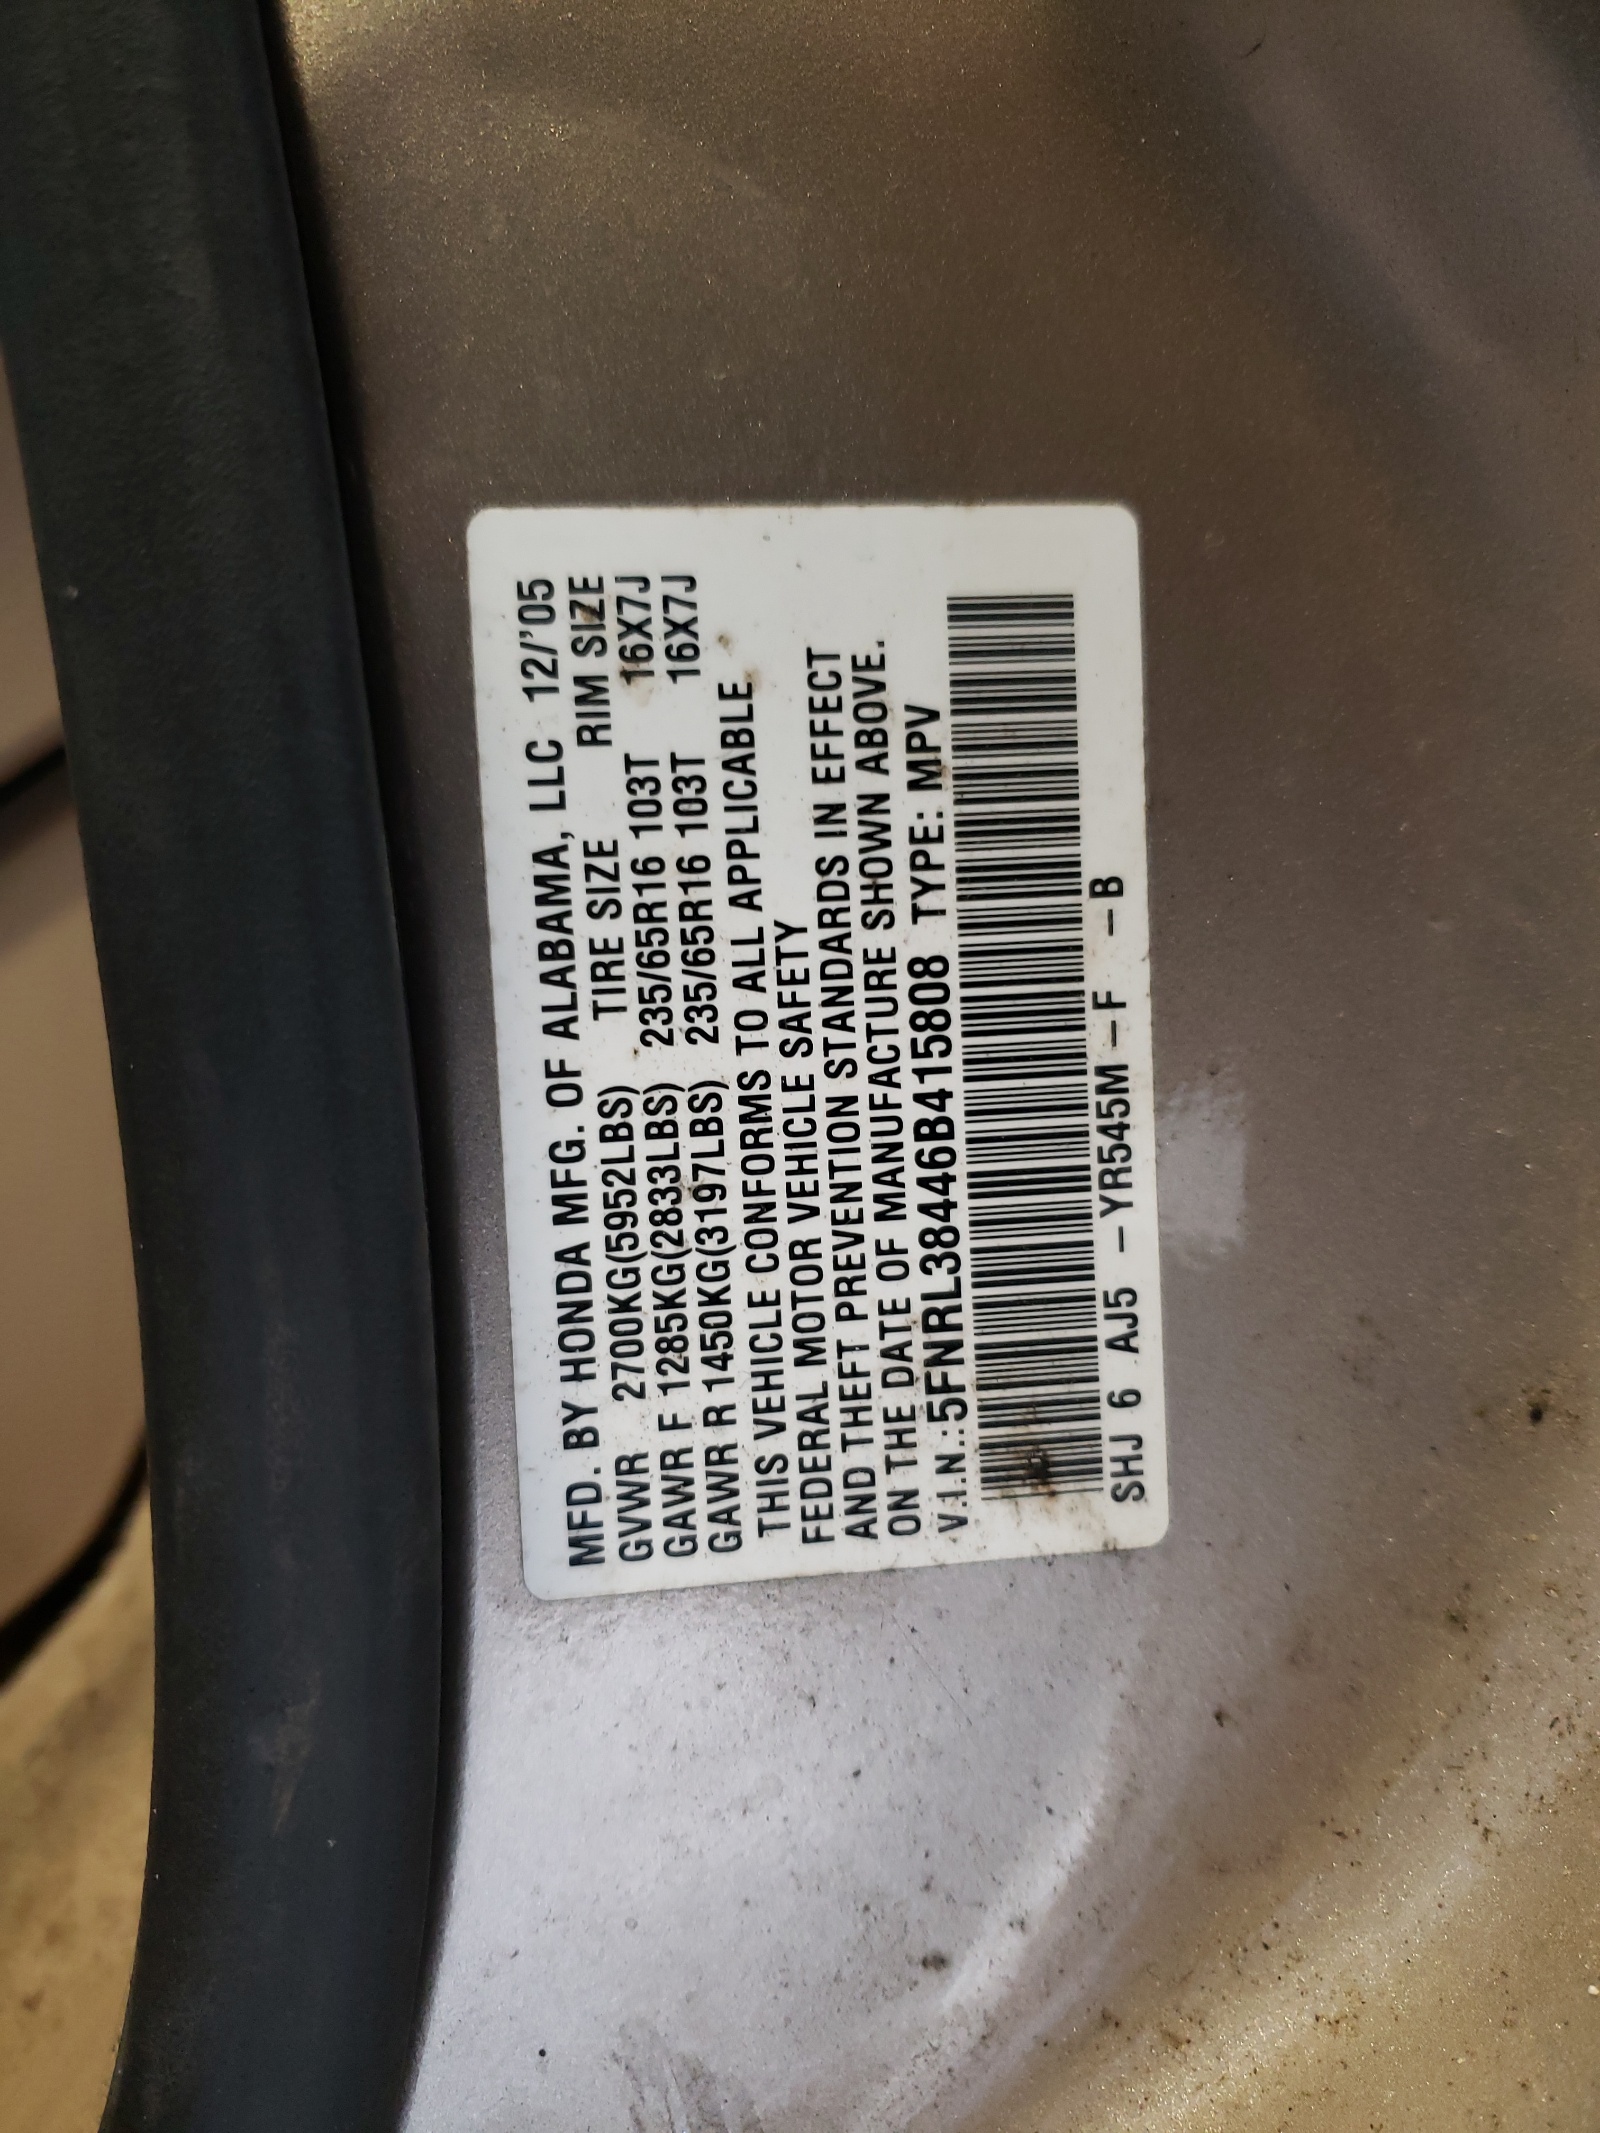 MFD. BY HONDA MFG. OF ALABAMA, LLC 12/'05
TIRE SIZE RIM SIZE
GVWR 2700KG(5952LBS)
GAWR F 1285KG(2833LBS) 235/65R16 103T 16X7J
GAWR R 1450KG(3197LBS) 235/65R16 103T 16X7J
THIS VEHICLE CONFORMS TO ALL APPLICABLE
FEDERAL MOTOR VEHICLE SAFETY
AND THEFT PREVENTION STANDARDS IN EFFECT
ON THE DATE OF MANUFACTURE SHOWN ABOVE.
V.I.N.:5FNRL38446B415808 TYPE: MPV
SHJ 6 AJ5 -YR545M-F -B